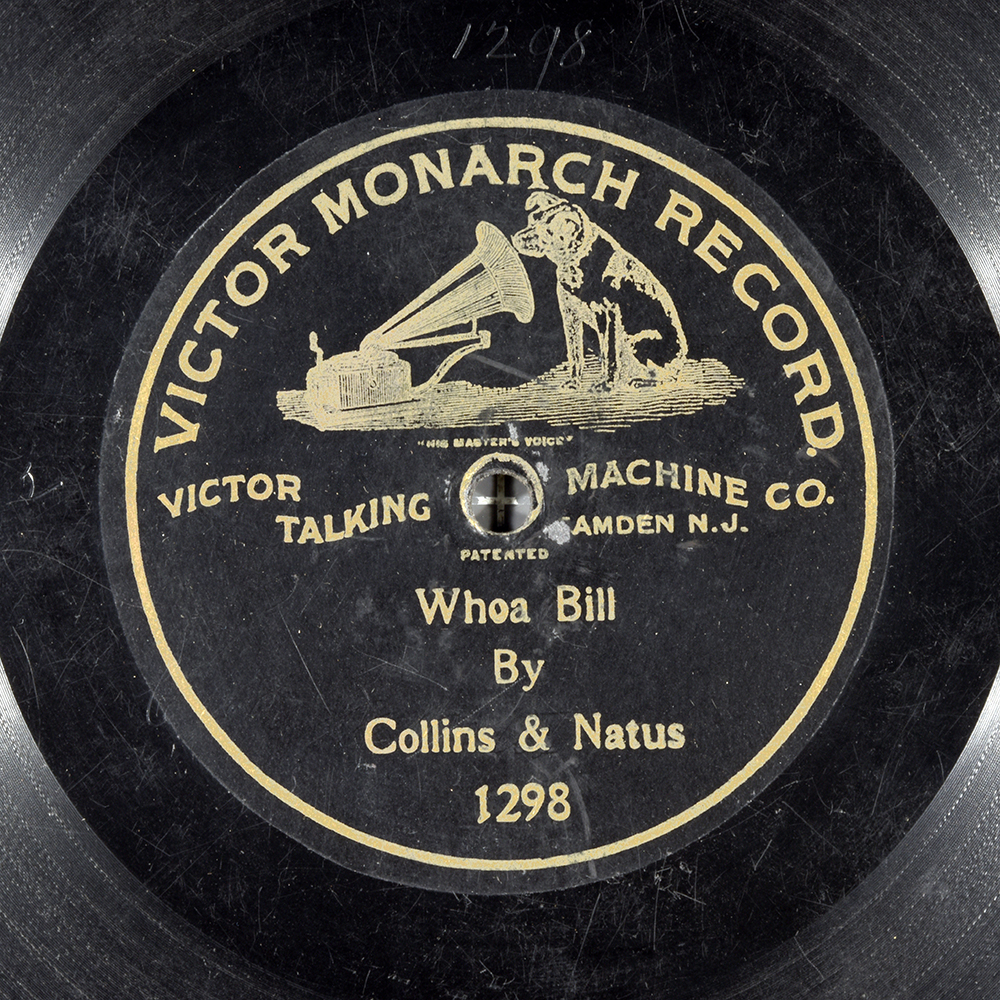 1298
VICTOR MONARCH RECORD.
"HIS MASTER'S VOICE"
VICTOR TALKING MACHINE CO.
CAMDEN N.J.
PATENTED
Whoa Bill
By
Collins & Natus
1298